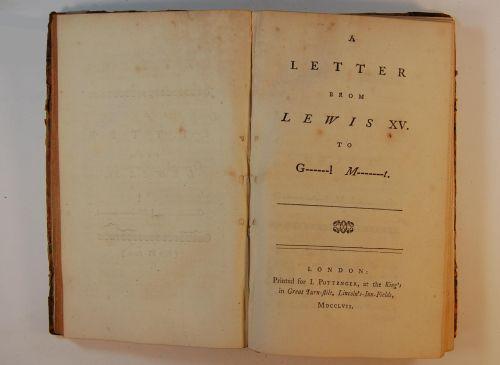 A
LETTER
FROM
LEWIS XV.
TO
G------l M-------t.
LONDON:
Printed for I. POTTENGER, at the King's
in Great Turn-stile, Lincoln's-Inn-Fields,
MDCCLVII.